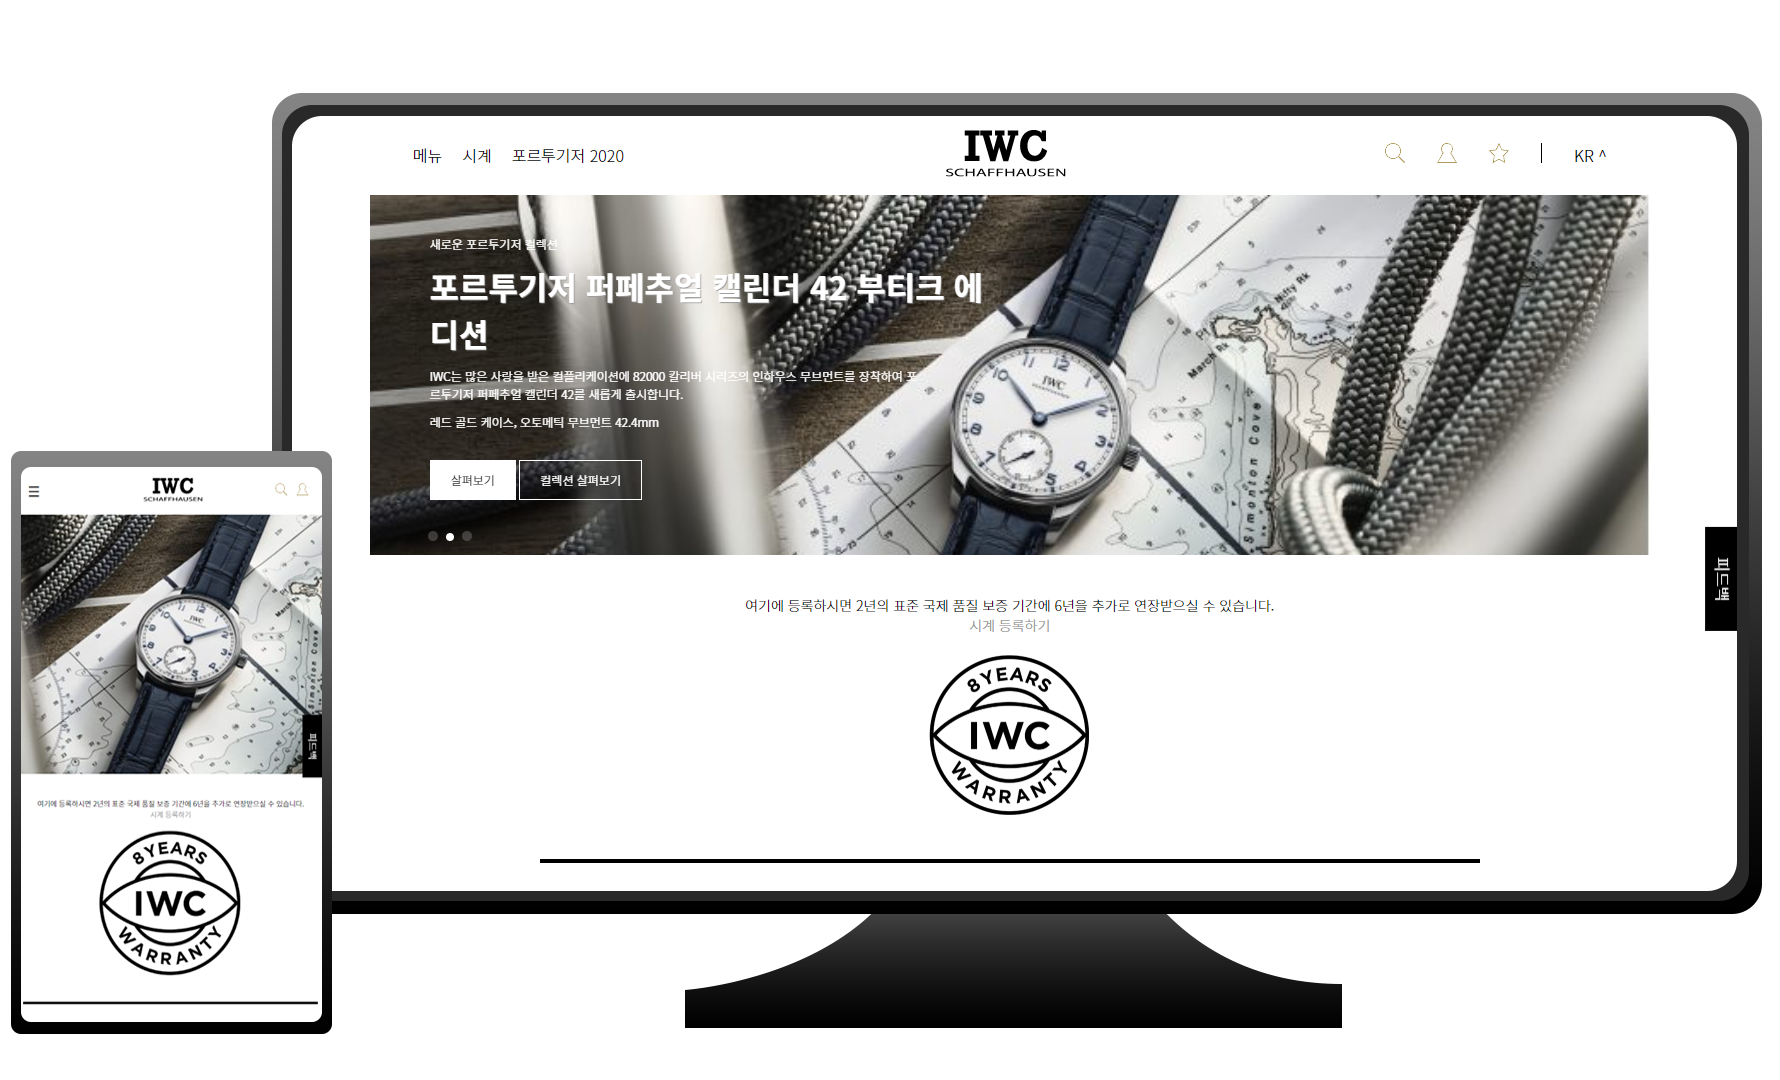 메뉴 시계 포르투기저 2020
IWC
SCHAFFHAUSEN
KR ^
새로운 포르투기저 컬렉션
포르투기저 퍼페추얼 캘린더 42 부티크 에
디션
IWC는 많은 사랑을 받은 컴플리케이션에 82000 칼리버 시리즈의 인하우스 무브먼트를 장착하여 포
르투기저 퍼페추얼 캘린더 42를 새롭게 출시합니다.
레드 골드 케이스, 오토메틱 무브먼트 42.4mm
살펴보기
컬렉션 살펴보기
IWC
Nifty Rk
March Rk
Simonton Cove
피드백
여기에 등록하시면 2년의 표준 국제 품질 보증 기간에 6년을 추가로 연장받으실 수 있습니다.
시계 등록하기
8 YEARS
IWC
WARRANTY
IWC
SCHAFFHAUSEN
IWC
Simonton Cove
피드백
여기에 등록하시면 2년의 표준 국제 품질 보증 기간에 6년을 추가로 연장받으실 수 있습니다.
시계 등록하기
8 YEARS
IWC
WARRANTY